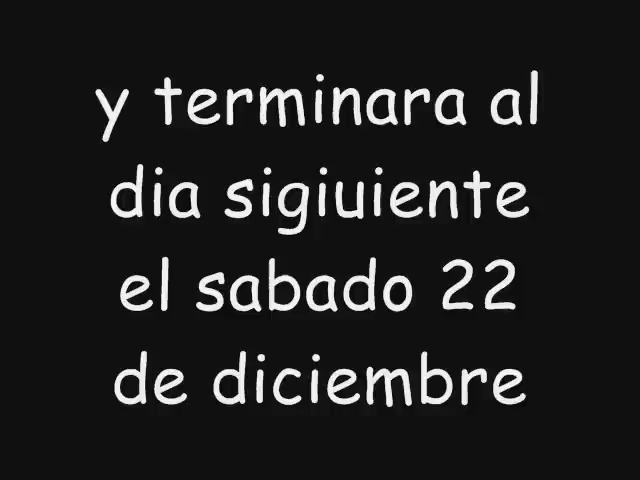 y terminara al
dia sigiuiente
el sabado 22
de diciembre